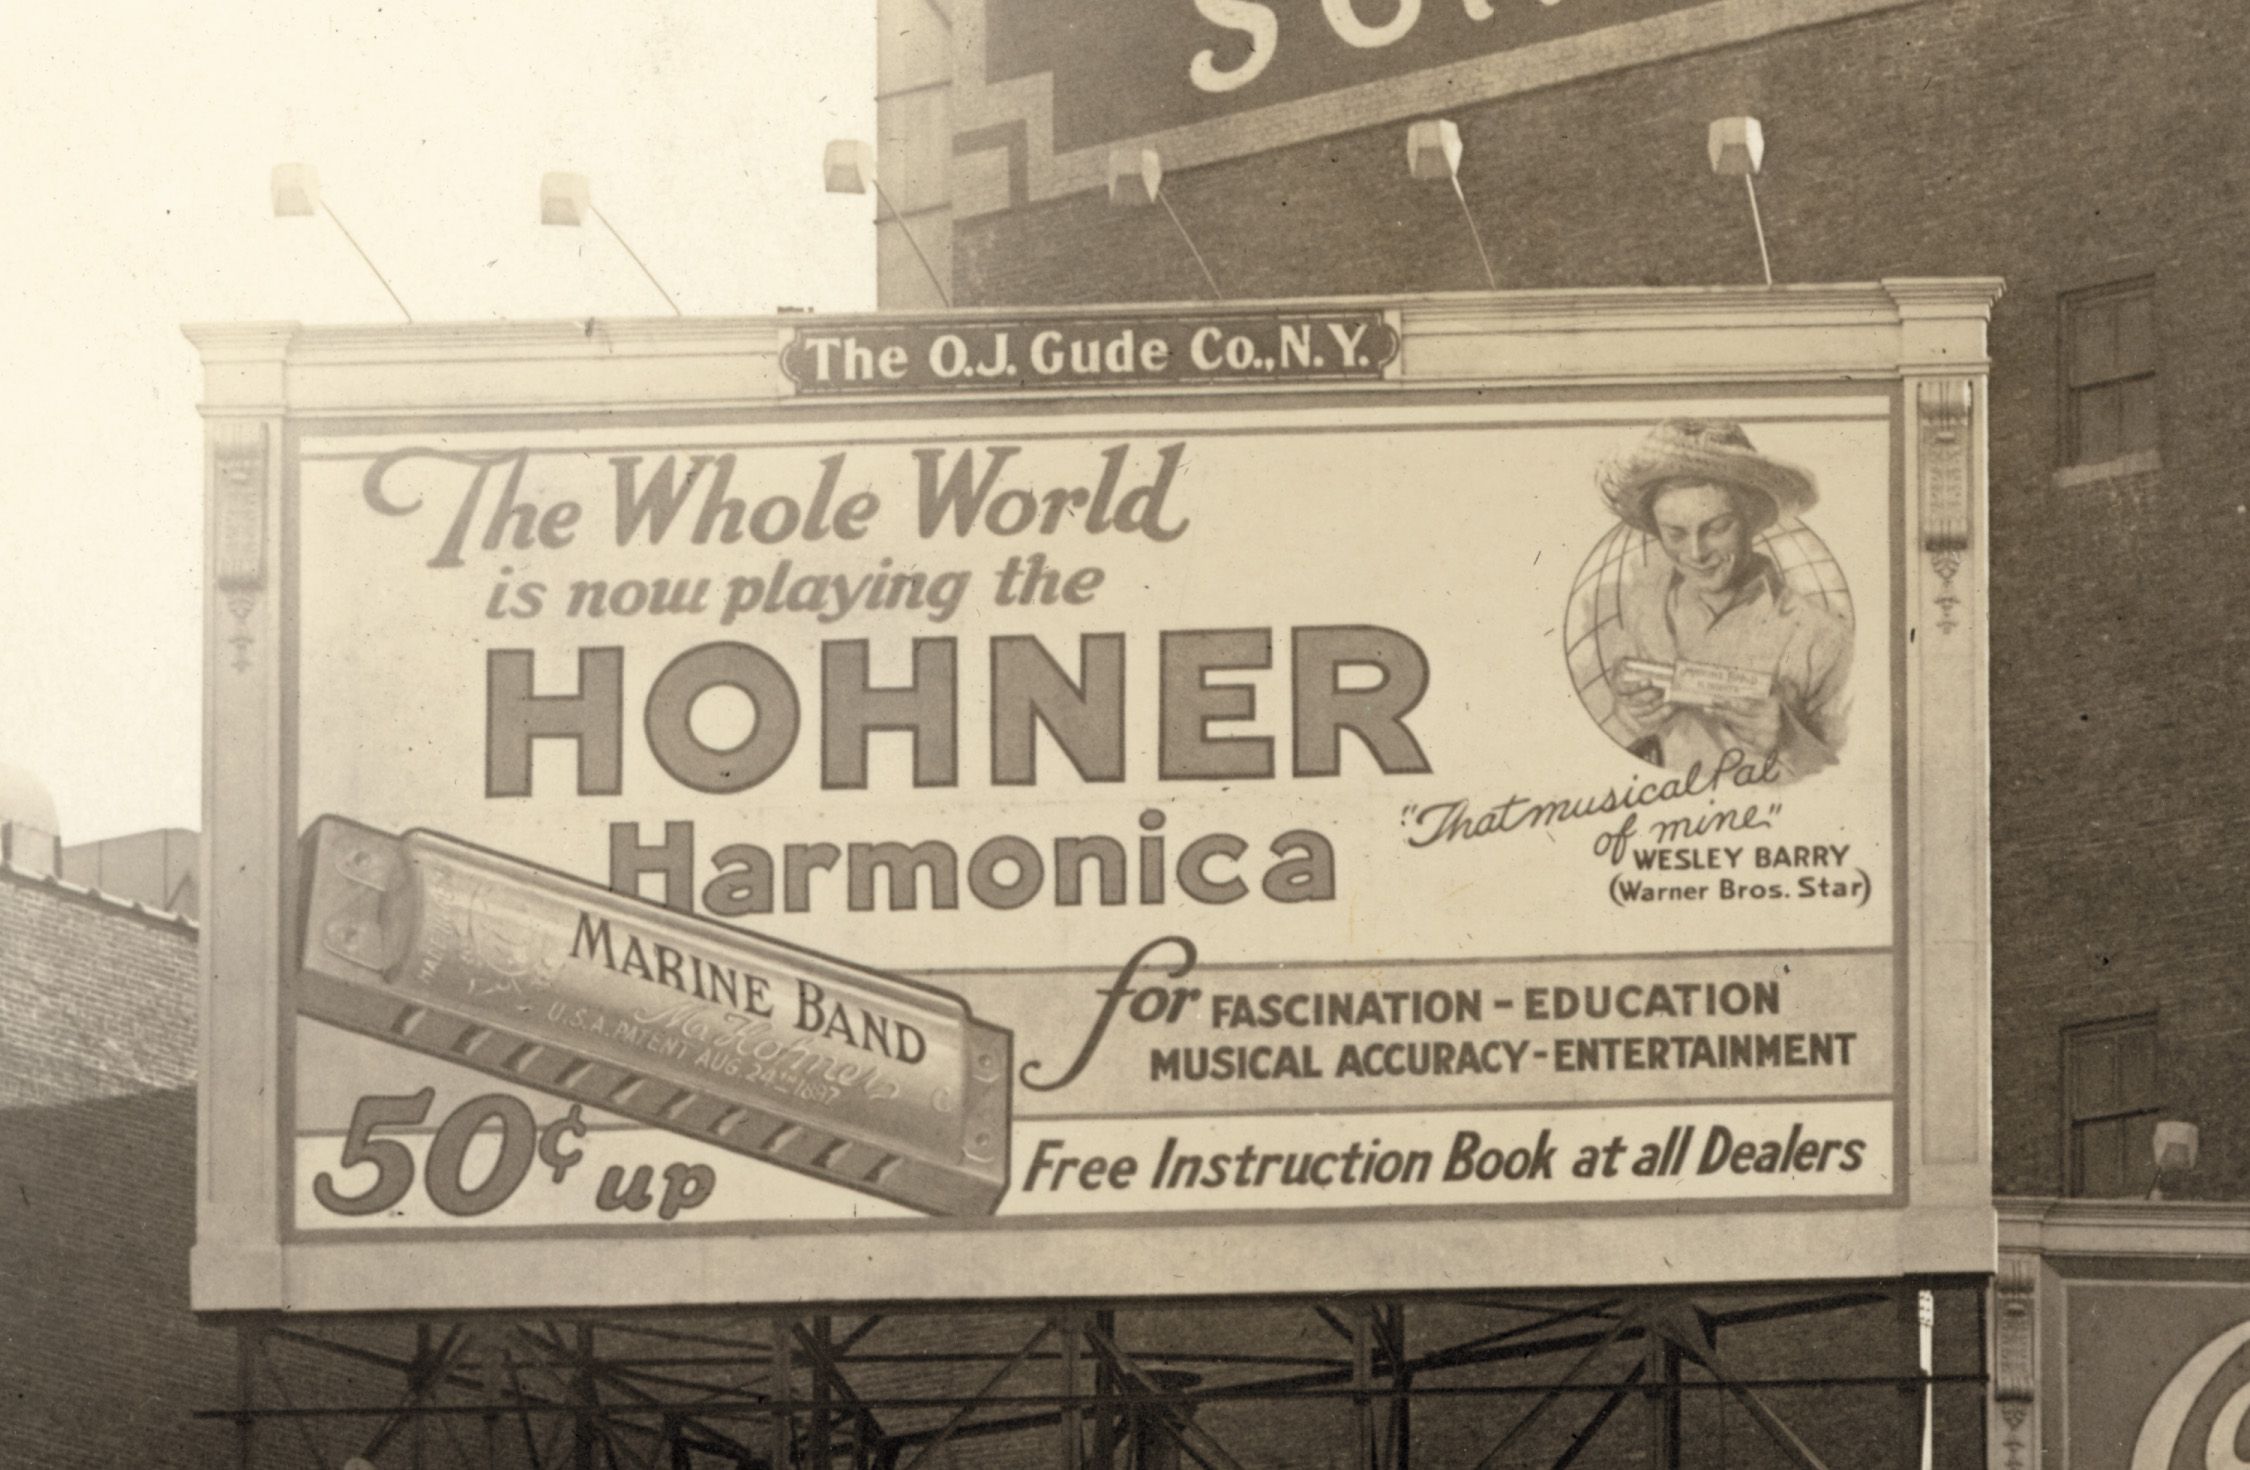 The O.J. Gude Co., N.Y.
The Whole World
is now playing the
HOHNER
Harmonica
"That musical Pal
of mine"
WESLEY BARRY
(Warner Bros. Star)
MARINE BAND
M. Hohner
U.S.A. PATENT AUG. 24TH 1897
for FASCINATION - EDUCATION
MUSICAL ACCURACY - ENTERTAINMENT
50¢ up
Free Instruction Book at all Dealers